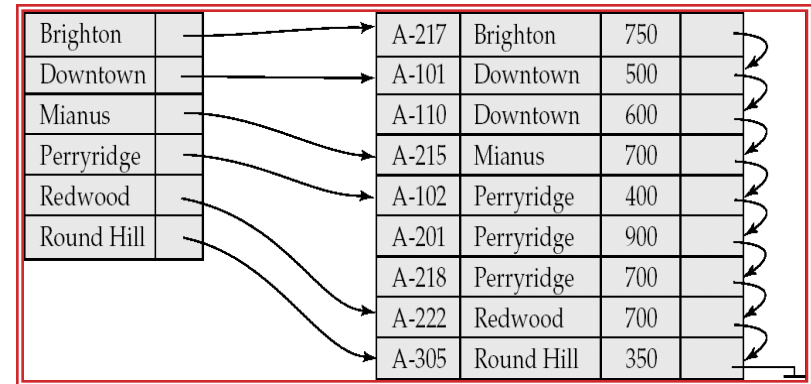 Brighton
Downtown
Mianus
Perryridge
Redwood
Round Hill
A-217 Brighton 750
A-101 Downtown 500
A-110 Downtown 600
A-215 Mianus 700
A-102 Perryridge 400
A-201 Perryridge 900
A-218 Perryridge 700
A-222 Redwood 700
A-305 Round Hill 350